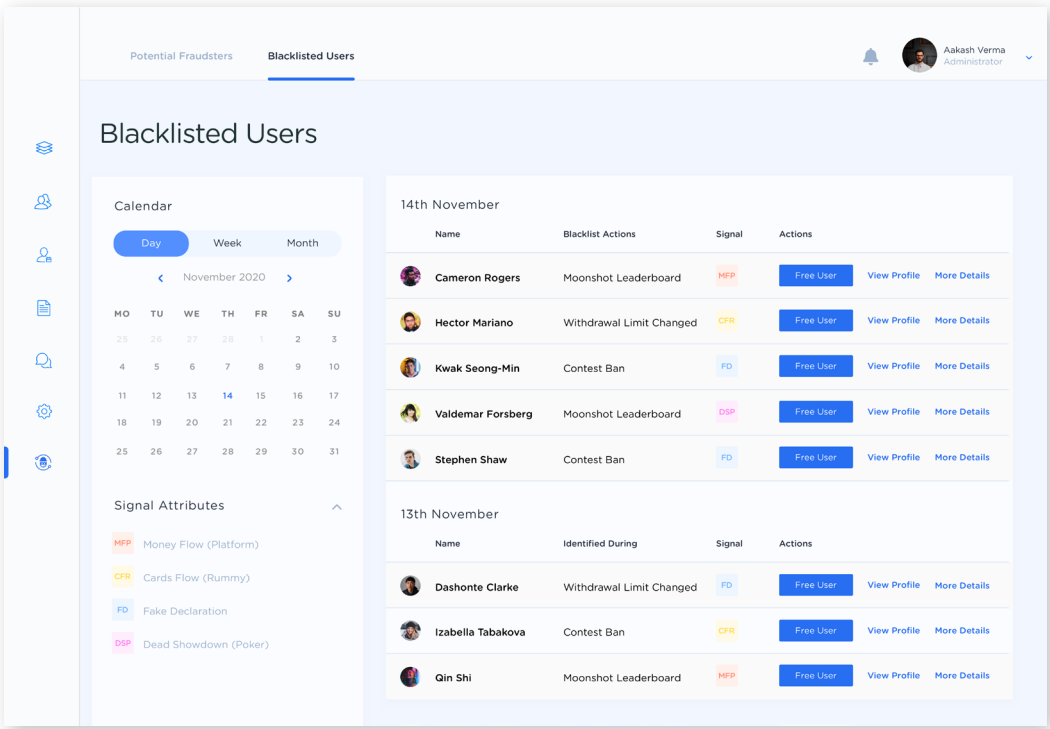 Potential Fraudsters Blacklisted Users
Aakash Verma
Administrator
Blacklisted Users
Calendar
Day Week Month
November 2020
MO TU WE TH FR SA SU
25 26 27 28 1 2 3
4 5 6 7 8 9 10
11 12 13 14 15 16 17
18 19 20 21 22 23 24
25 26 27 28 29 30 31
Signal Attributes
MFP Money Flow (Platform)
CFR Cards Flow (Rummy)
FD Fake Declaration
DSP Dead Showdown (Poker)
14th November
Name Blacklist Actions Signal Actions
Cameron Rogers Moonshot Leaderboard MFP Free User View Profile More Details
Hector Mariano Withdrawal Limit Changed CFR Free User View Profile More Details
Kwak Seong-Min Contest Ban FD Free User View Profile More Details
Valdemar Forsberg Moonshot Leaderboard DSP Free User View Profile More Details
Stephen Shaw Contest Ban FD Free User View Profile More Details
13th November
Name Identified During Signal Actions
Dashonte Clarke Withdrawal Limit Changed FD Free User View Profile More Details
Izabella Tabakova Contest Ban CFR Free User View Profile More Details
Qin Shi Moonshot Leaderboard MFP Free User View Profile More Details